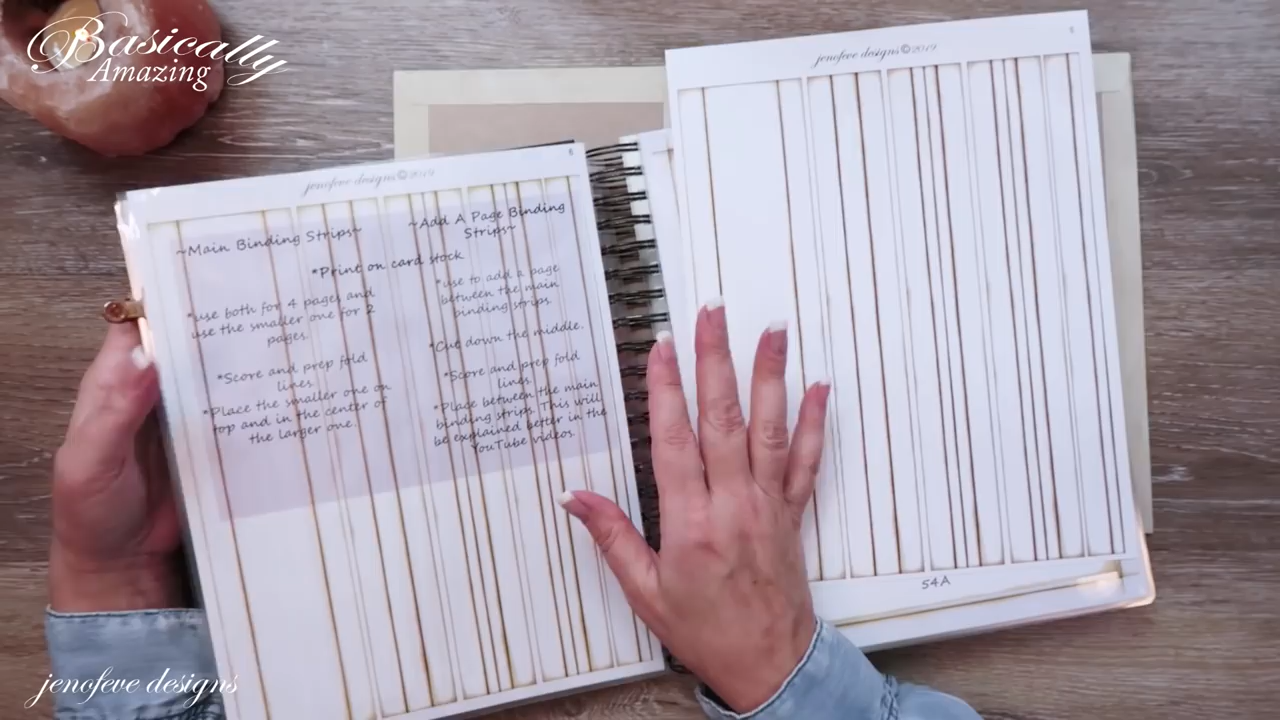 Basically
Amazing
jenofeve designs©2019
~Main Binding Strips~
*Print on card stock
*use both for 4 pages and
use the smaller one for 2
pages.
*Score and prep fold
lines.
*Place the smaller one on
top and in the center of
the larger one.
~Add A Page Binding
Strips~
*use to add a page
between the main
binding strips.
*Cut down the middle.
*Score and prep fold
lines.
*Place between the main
binding strips. This will
be explained better in the
YouTube videos.
jenofeve designs©2019
54A
jenofeve designs